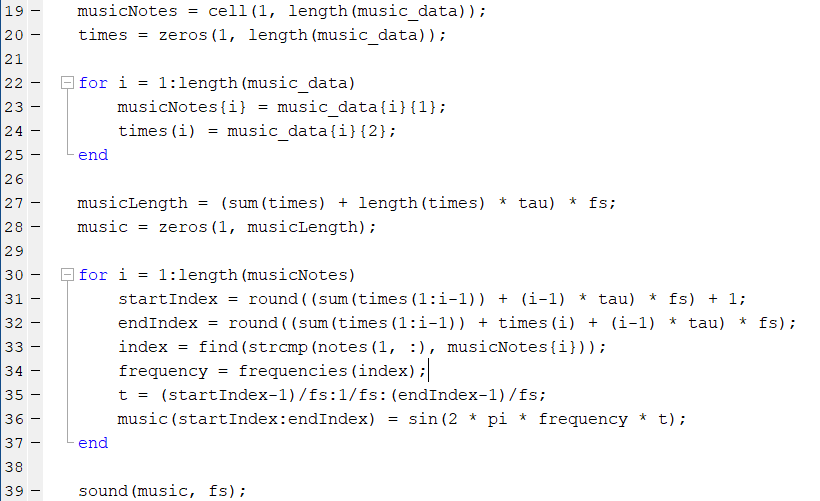 19 – musicNotes = cell(1, length(music_data));
20 – times = zeros(1, length(music_data));
21
22 – for i = 1:length(music_data)
23 – musicNotes{i} = music_data{i}{1};
24 – times(i) = music_data{i}{2};
25 – end
26
27 – musicLength = (sum(times) + length(times) * tau) * fs;
28 – music = zeros(1, musicLength);
29
30 – for i = 1:length(musicNotes)
31 – startIndex = round((sum(times(1:i-1)) + (i-1) * tau) * fs) + 1;
32 – endIndex = round((sum(times(1:i-1)) + times(i) + (i-1) * tau) * fs);
33 – index = find(strcmp(notes(1, :), musicNotes{i}));
34 – frequency = frequencies(index);
35 – t = (startIndex-1)/fs:1/fs:(endIndex-1)/fs;
36 – music(startIndex:endIndex) = sin(2 * pi * frequency * t);
37 – end
38
39 – sound(music, fs);